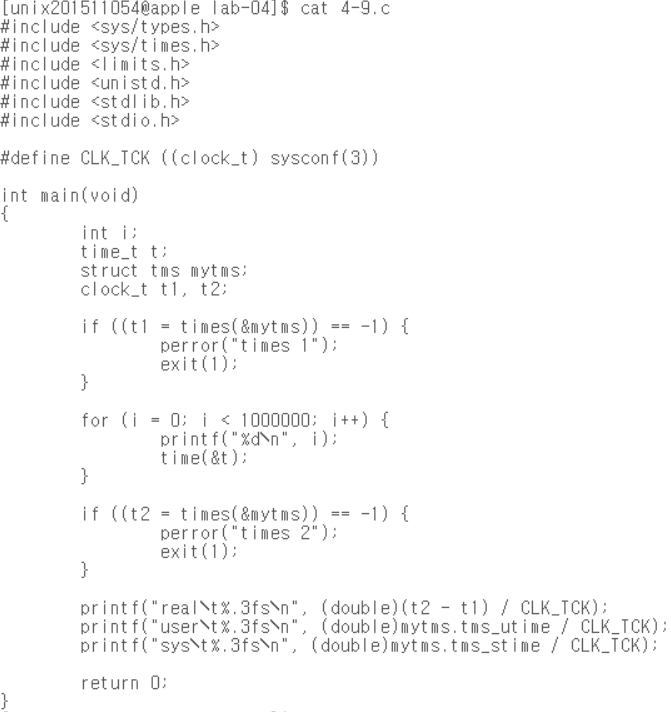 [unix201511054@apple lab-04]$ cat 4-9.c
#include <sys/types.h>
#include <sys/times.h>
#include <limits.h>
#include <unistd.h>
#include <stdlib.h>
#include <stdio.h>
#define CLK_TCK ((clock_t) sysconf(3))
int main(void)
{
int i;
time_t t;
struct tms mytms;
clock_t t1, t2;
if ((t1 = times(&mytms)) == -1) {
perror("times 1");
exit(1);
}
for (i = 0; i < 1000000; i++) {
printf("%d\n", i);
time(&t);
}
if ((t2 = times(&mytms)) == -1) {
perror("times 2");
exit(1);
}
printf("real\t%.3fs\n", (double)(t2 - t1) / CLK_TCK);
printf("user\t%.3fs\n", (double)mytms.tms_utime / CLK_TCK);
printf("sys\t%.3fs\n", (double)mytms.tms_stime / CLK_TCK);
return 0;
}